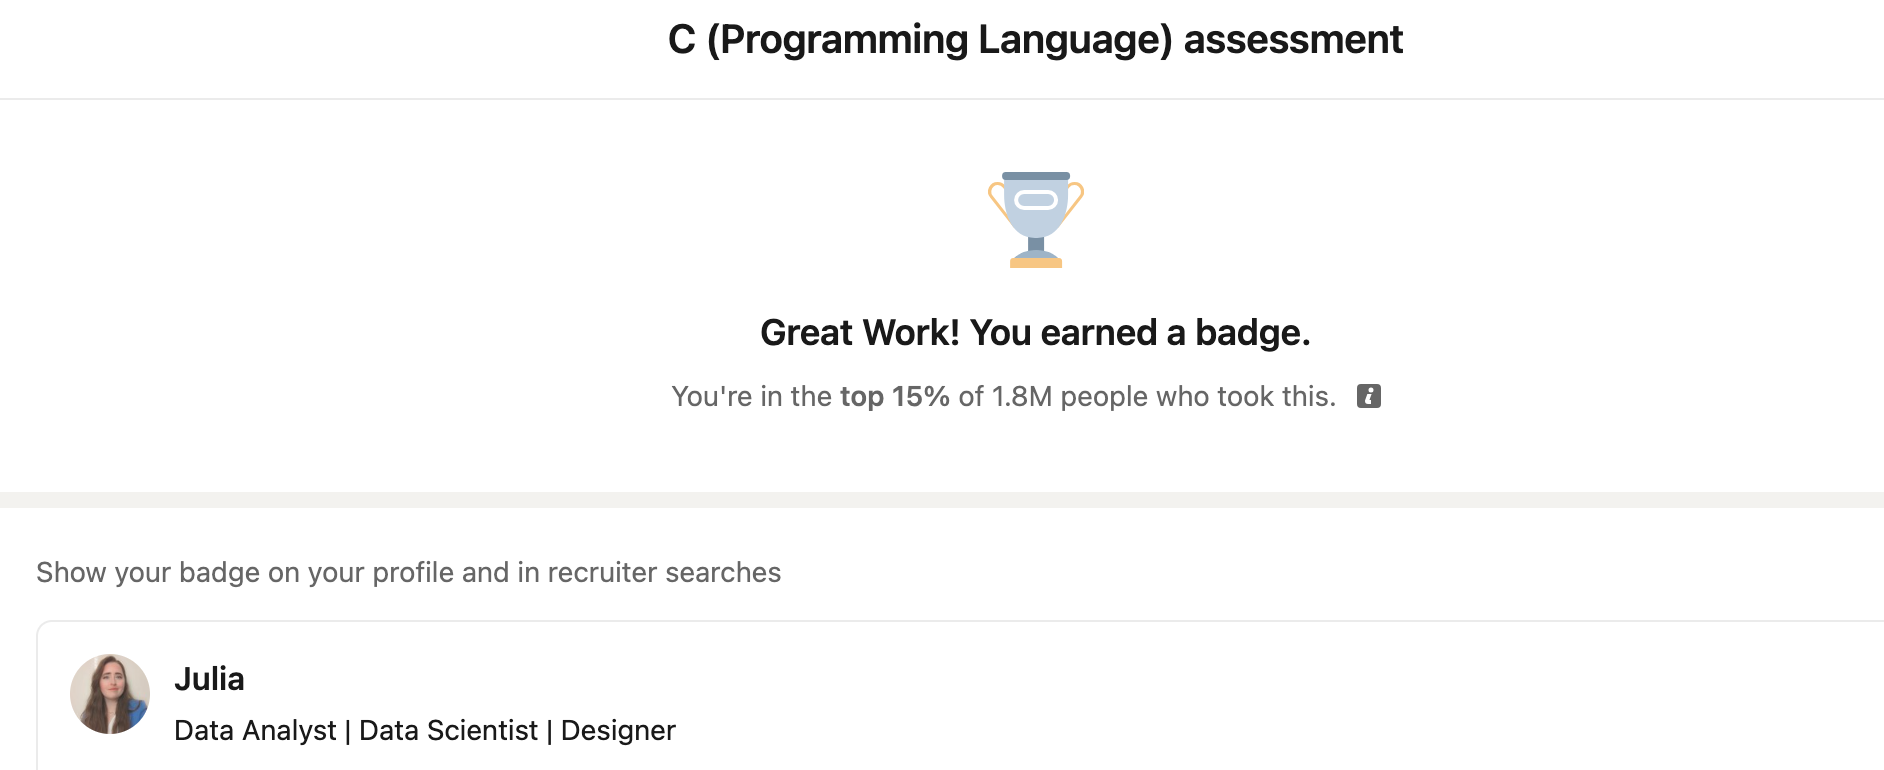 C (Programming Language) assessment
Great Work! You earned a badge.
You're in the top 15% of 1.8M people who took this. i
Show your badge on your profile and in recruiter searches
Julia
Data Analyst | Data Scientist | Designer